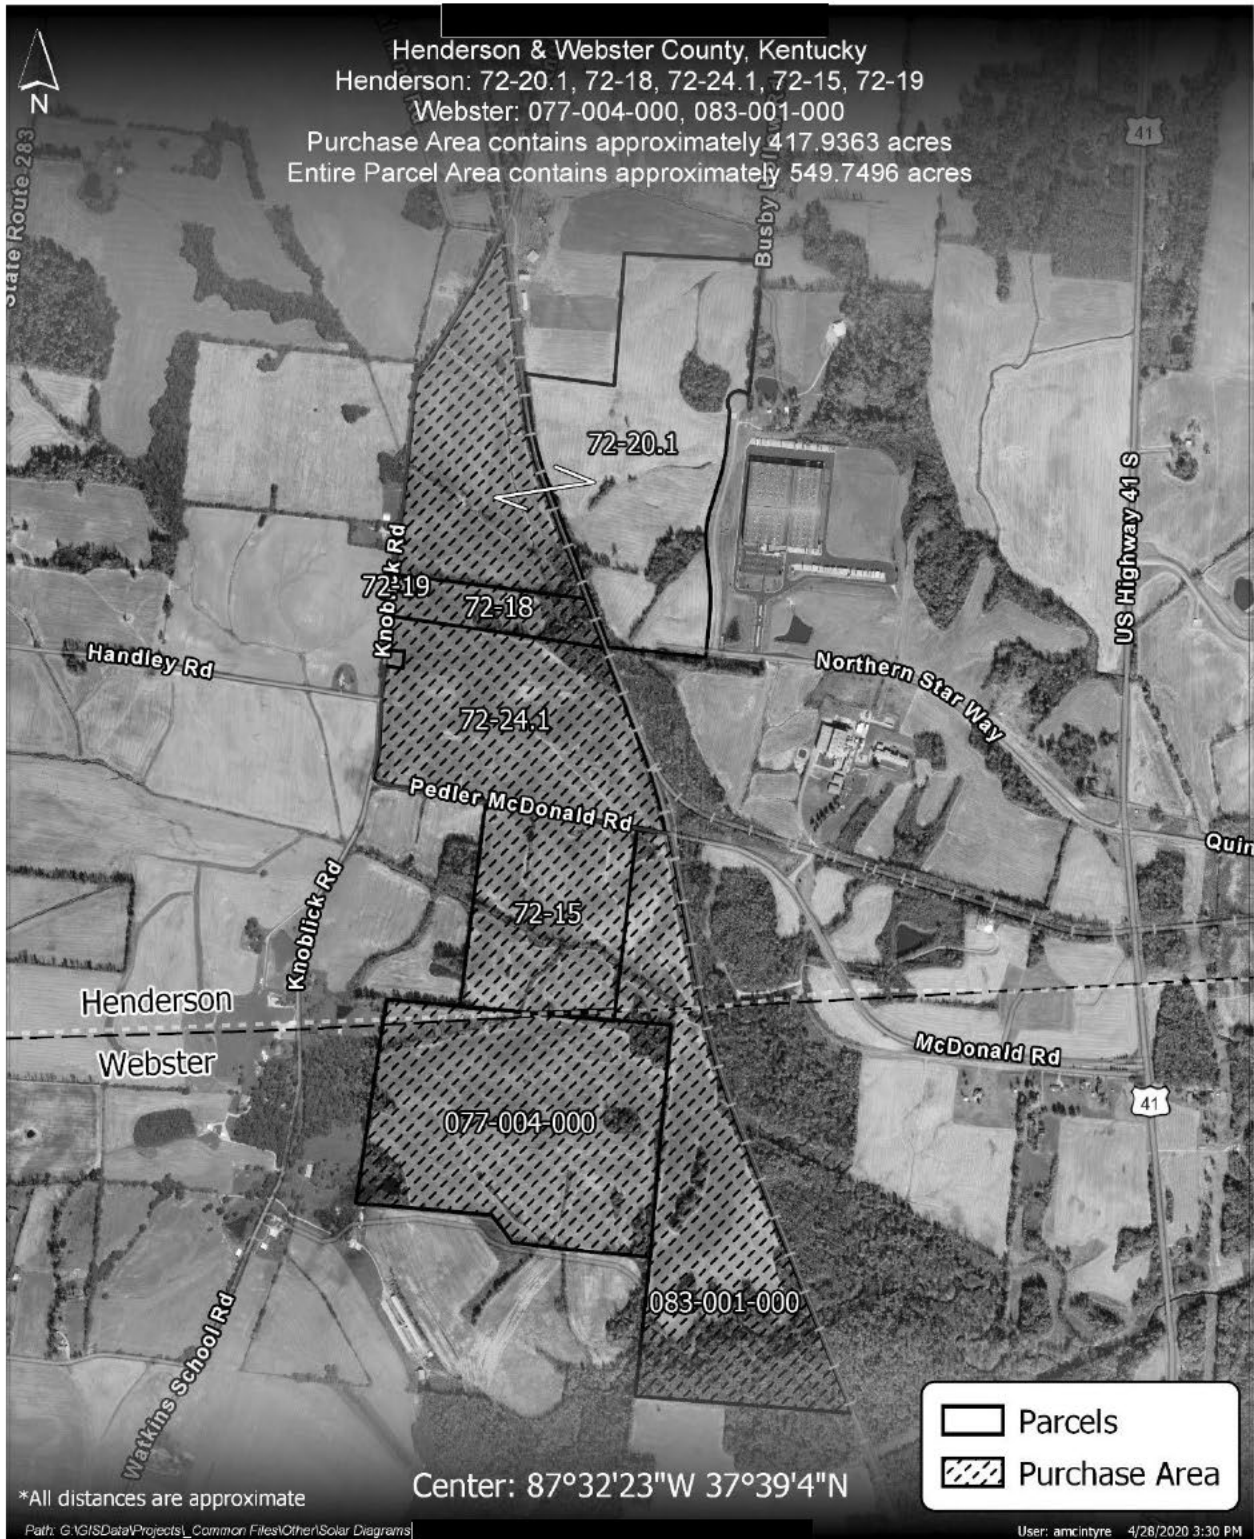 Henderson & Webster County, Kentucky
Henderson: 72-20.1, 72-18, 72-24.1, 72-15, 72-19
Webster: 077-004-000, 083-001-000
Purchase Area contains approximately 417.9363 acres
Entire Parcel Area contains approximately 549.7496 acres
N
State Route 283
41
Busby
72-20.1
US Highway 41 S
Knoblick Rd
72-19
72-18
Handley Rd
Northern Star Way
72-24.1
Pedler McDonald Rd
Quin
72-15
Knoblick Rd
Henderson
Webster
McDonald Rd
41
077-004-000
083-001-000
Watkins School Rd
Parcels
Purchase Area
Center: 87°32'23"W 37°39'4"N
*All distances are approximate
Path: G:\GISData\Projects\_Common Files\Other\Solar Diagrams\
User: amcintyre 4/28/2020 3:30 PM